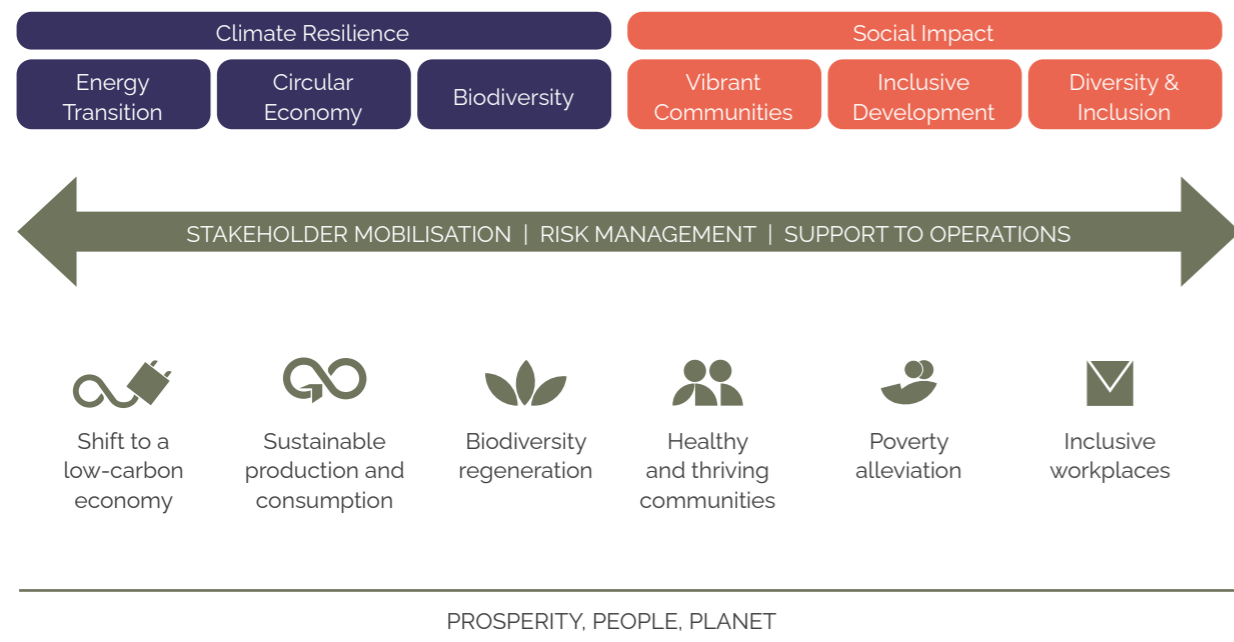 Climate Resilience
Social Impact
Energy
Transition
Circular
Economy
Biodiversity
Vibrant
Communities
Inclusive
Development
Diversity &
Inclusion
STAKEHOLDER MOBILISATION | RISK MANAGEMENT | SUPPORT TO OPERATIONS
Shift to a
low-carbon
economy
Sustainable
production and
consumption
Biodiversity
regeneration
Healthy
and thriving
communities
Poverty
alleviation
Inclusive
workplaces
PROSPERITY, PEOPLE, PLANET